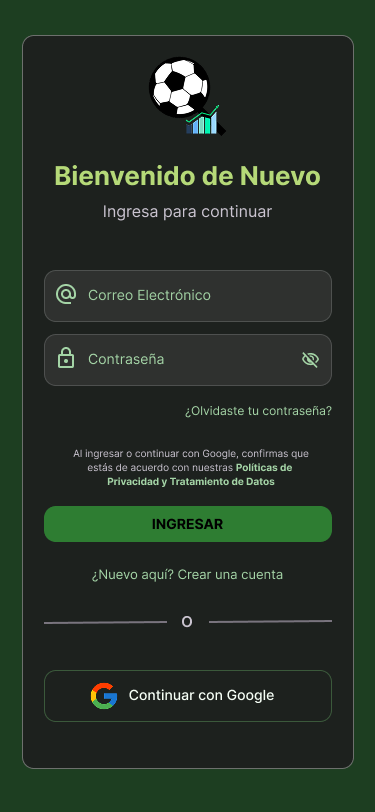 Bienvenido de Nuevo
Ingresa para continuar
Correo Electrónico
Contraseña
¿Olvidaste tu contraseña?
Al ingresar o continuar con Google, confirmas que
estás de acuerdo con nuestras Políticas de
Privacidad y Tratamiento de Datos
INGRESAR
¿Nuevo aquí? Crear una cuenta
O
Continuar con Google